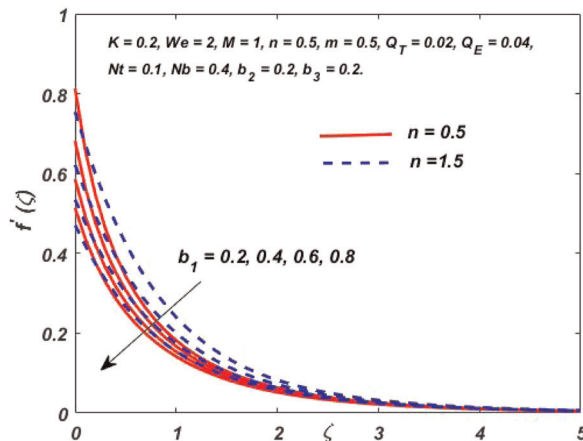 K = 0.2, We = 2, M = 1, n = 0.5, m = 0.5, Q_T = 0.02, Q_E = 0.04,
Nt = 0.1, Nb = 0.4, b_2 = 0.2, b_3 = 0.2.
n = 0.5
n =1.5
b_1 = 0.2, 0.4, 0.6, 0.8
f' (ζ)
1
0.8
0.6
0.4
0.2
0
0 1 2 3 4 5
ζ